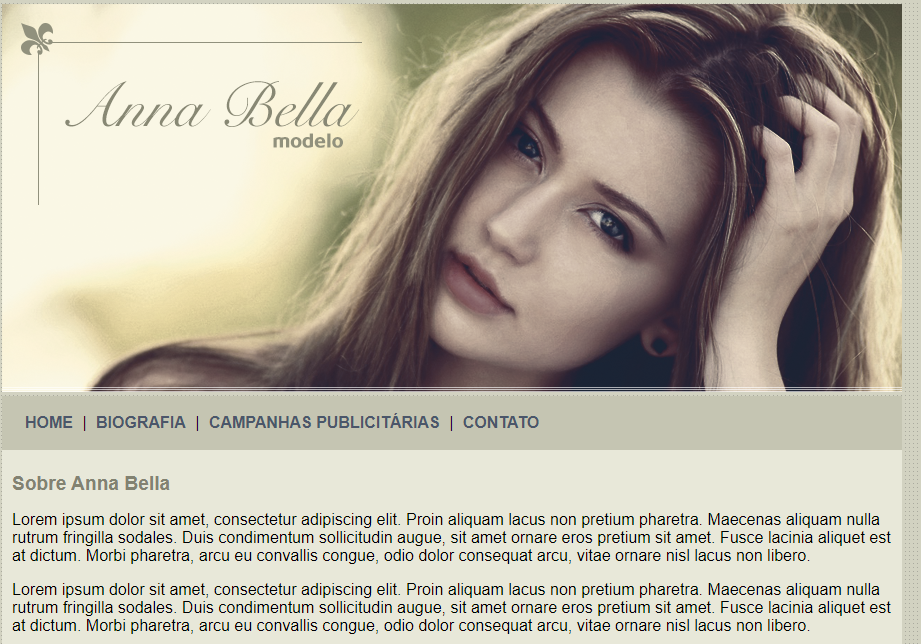 Anna Bella
modelo
HOME | BIOGRAFIA | CAMPANHAS PUBLICITÁRIAS | CONTATO
Sobre Anna Bella
Lorem ipsum dolor sit amet, consectetur adipiscing elit. Proin aliquam lacus non pretium pharetra. Maecenas aliquam nulla
rutrum fringilla sodales. Duis condimentum sollicitudin augue, sit amet ornare eros pretium sit amet. Fusce lacinia aliquet est
at dictum. Morbi pharetra, arcu eu convallis congue, odio dolor consequat arcu, vitae ornare nisl lacus non libero.
Lorem ipsum dolor sit amet, consectetur adipiscing elit. Proin aliquam lacus non pretium pharetra. Maecenas aliquam nulla
rutrum fringilla sodales. Duis condimentum sollicitudin augue, sit amet ornare eros pretium sit amet. Fusce lacinia aliquet est
at dictum. Morbi pharetra, arcu eu convallis congue, odio dolor consequat arcu, vitae ornare nisl lacus non libero.